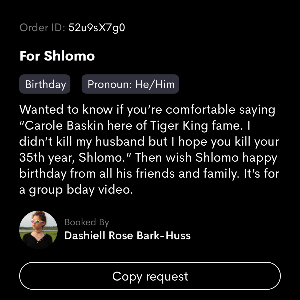 Order ID: 52u9sX7g0
For Shlomo
Birthday Pronoun: He/Him
Wanted to know if you're comfortable saying
"Carole Baskin here of Tiger King fame. I
didn't kill my husband but I hope you kill your
35th year, Shlomo." Then wish Shlomo happy
birthday from all his friends and family. It's for
a group bday video.
Booked By
Dashiell Rose Bark-Huss
Copy request